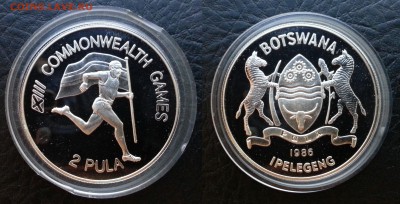 XIII COMMONWEALTH GAMES
2 PULA
BOTSWANA
1986
IPELEGENG